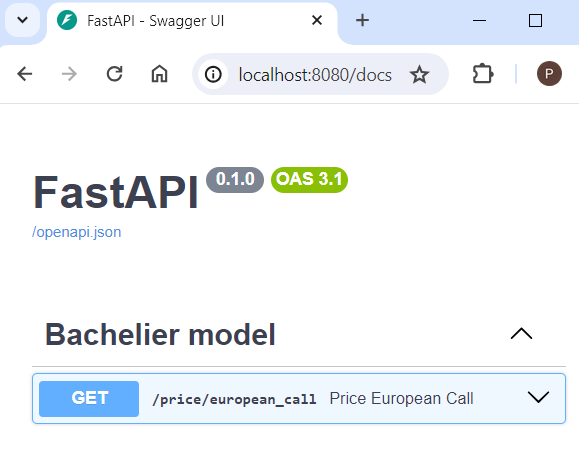 FastAPI - Swagger UI
localhost:8080/docs
P
FastAPI 0.1.0 OAS 3.1
/openapi.json
Bachelier model
GET /price/european_call Price European Call